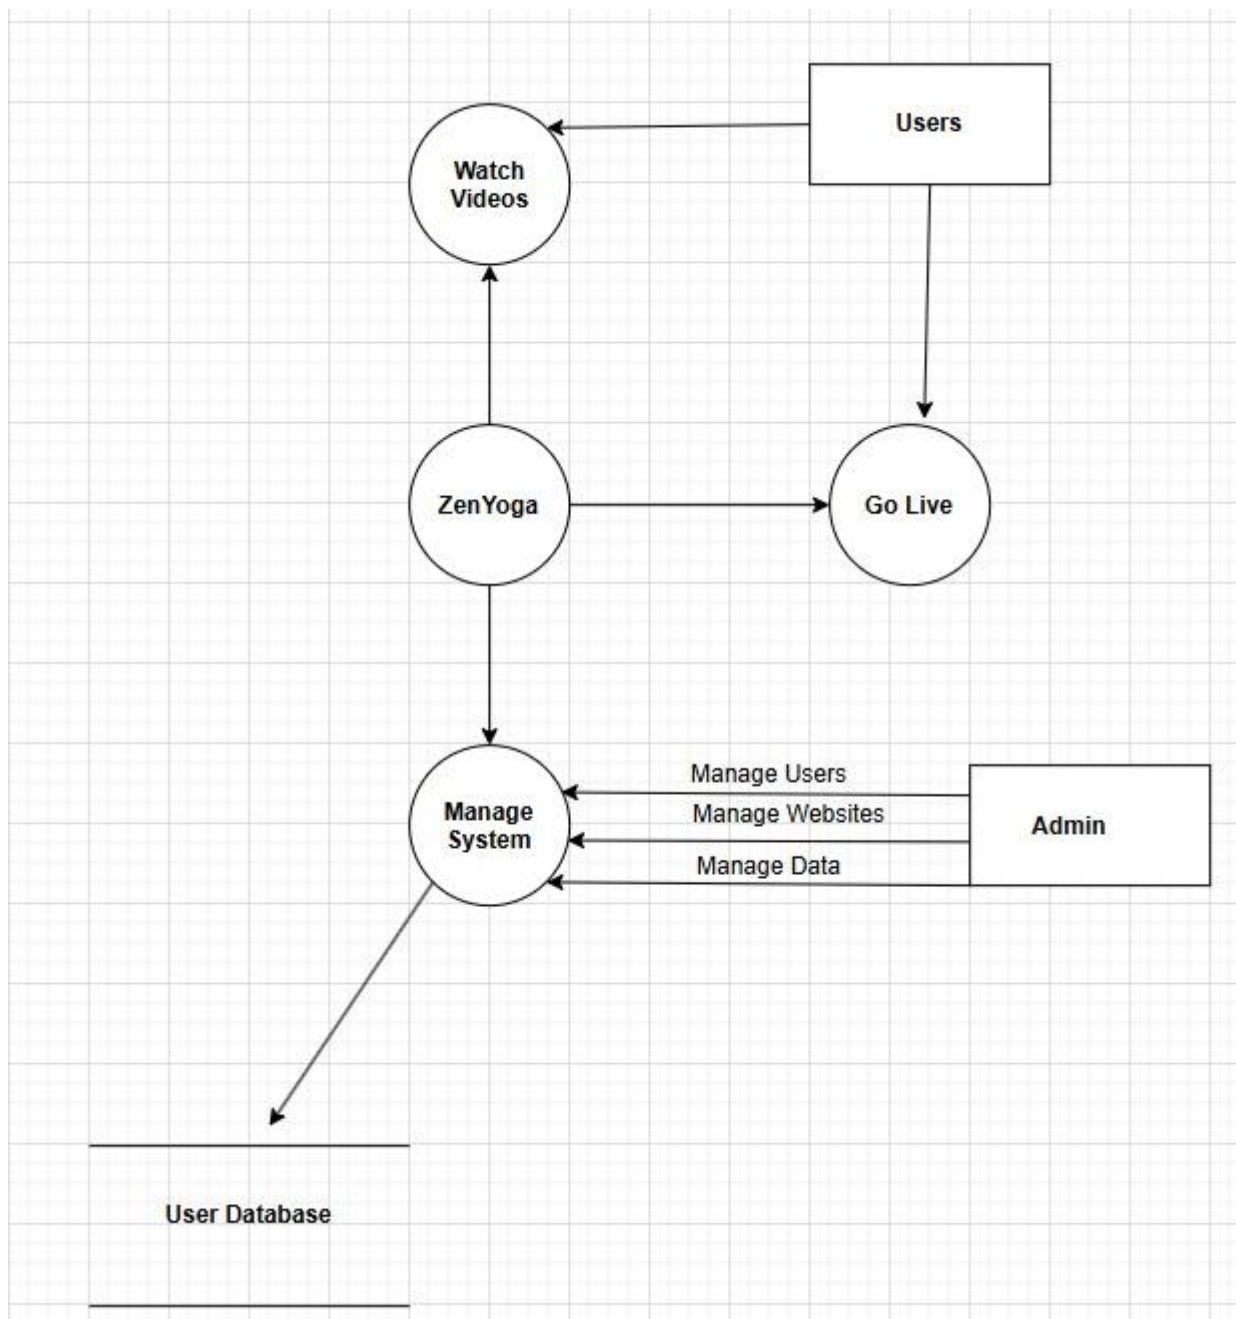 Users
Watch
Videos
ZenYoga
Go Live
Manage Users
Manage Websites
Manage Data
Manage
System
Admin
User Database